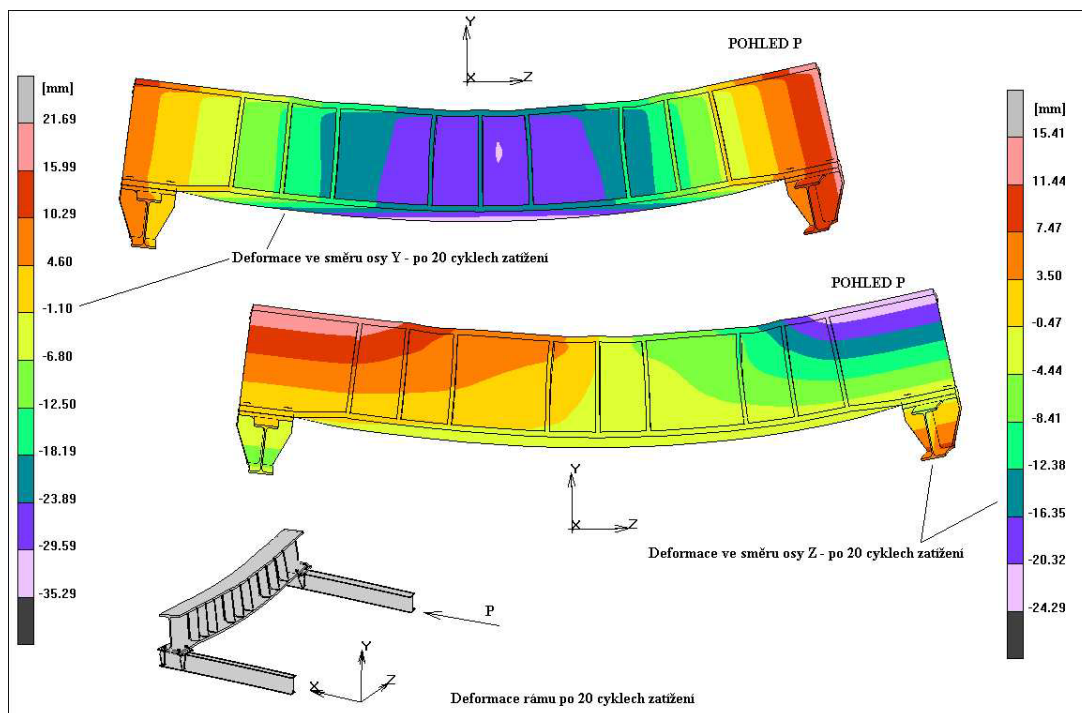 Y
X
Z
POHLED P
[mm]
21.69
15.99
10.29
4.60
-1.10
-6.80
-12.50
-18.19
-23.89
-29.59
-35.29
Deformace ve směru osy Y - po 20 cyklech zatížení
[mm]
15.41
11.44
7.47
3.50
-0.47
-4.44
-8.41
-12.38
-16.35
-20.32
-24.29
POHLED P
Y
X
Z
Deformace ve směru osy Z - po 20 cyklech zatížení
P
Y
X
Z
Deformace rámu po 20 cyklech zatížení